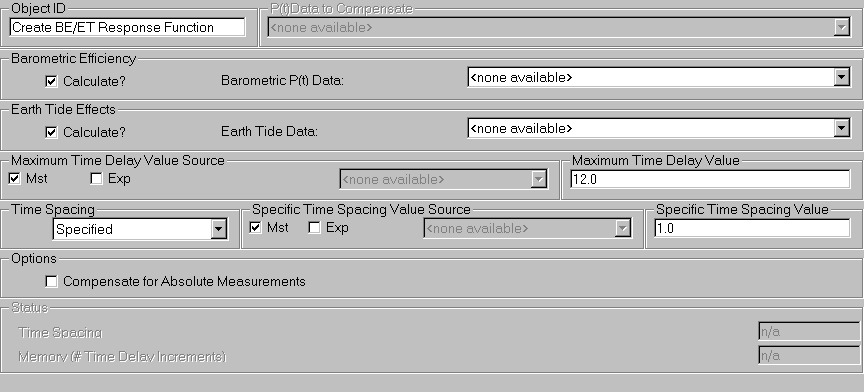 Object ID P(t)Data to Compensate
Create BE/ET Response Function <none available>
Barometric Efficiency
Calculate? Barometric P(t) Data: <none available>
Earth Tide Effects
Calculate? Earth Tide Data: <none available>
Maximum Time Delay Value Source Maximum Time Delay Value
Mst Exp <none available> 12.0
Time Spacing Specific Time Spacing Value Source Specific Time Spacing Value
Specified Mst Exp <none available> 1.0
Options
Compensate for Absolute Measurements
Status
Time Spacing n/a
Memory (# Time Delay Increments) n/a